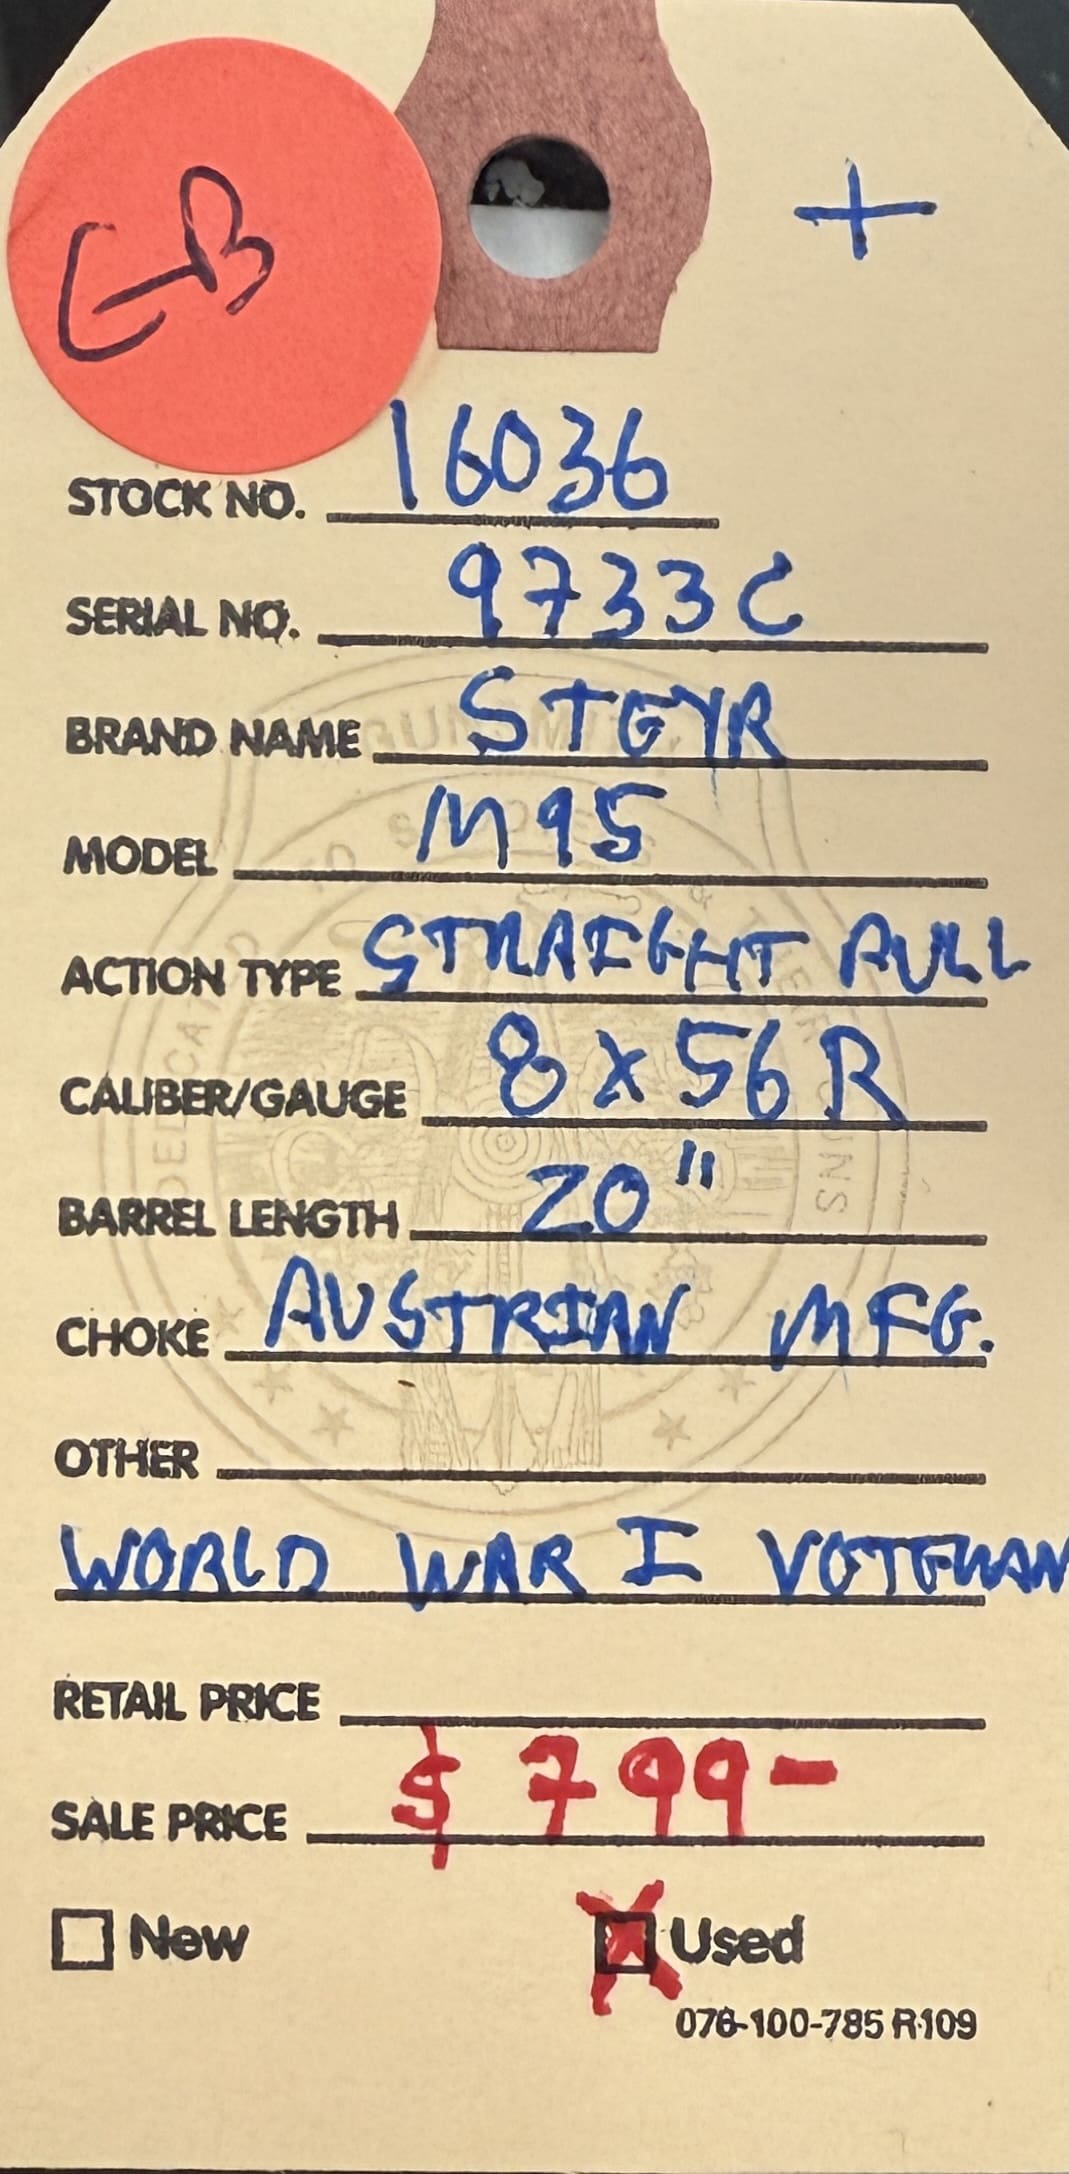 GB
+
STOCK NO. 16036
SERIAL NO. 9733C
BRAND NAME STEYR
MODEL M95
ACTION TYPE STRAIGHT PULL
CALIBER/GAUGE 8x56R
BARREL LENGTH 20"
CHOKE AUSTRIAN MFG.
OTHER
WORLD WAR I VETERAN
RETAIL PRICE
SALE PRICE $799-
New Used
076-100-785 R109